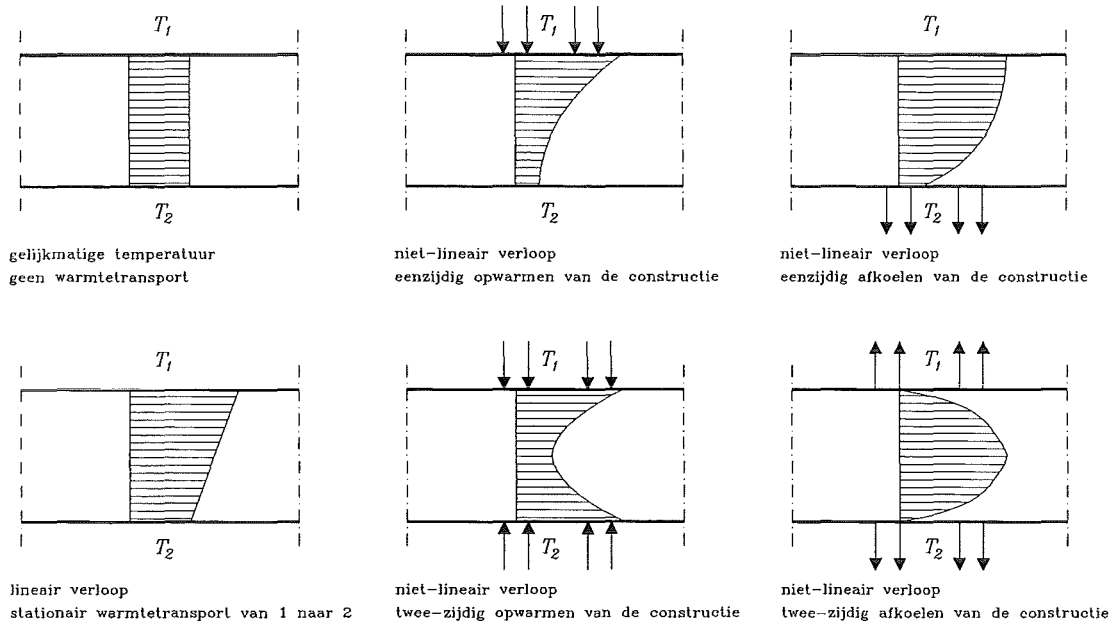 T1
T2
gelijkmatige temperatuur
geen warmtetransport
T1
T2
niet-lineair verloop
eenzijdig opwarmen van de constructie
T1
T2
niet-lineair verloop
eenzijdig afkoelen van de constructie
T1
T2
lineair verloop
stationair warmtetransport van 1 naar 2
T1
T2
niet-lineair verloop
twee-zijdig opwarmen van de constructie
T1
T2
niet-lineair verloop
twee-zijdig afkoelen van de constructie